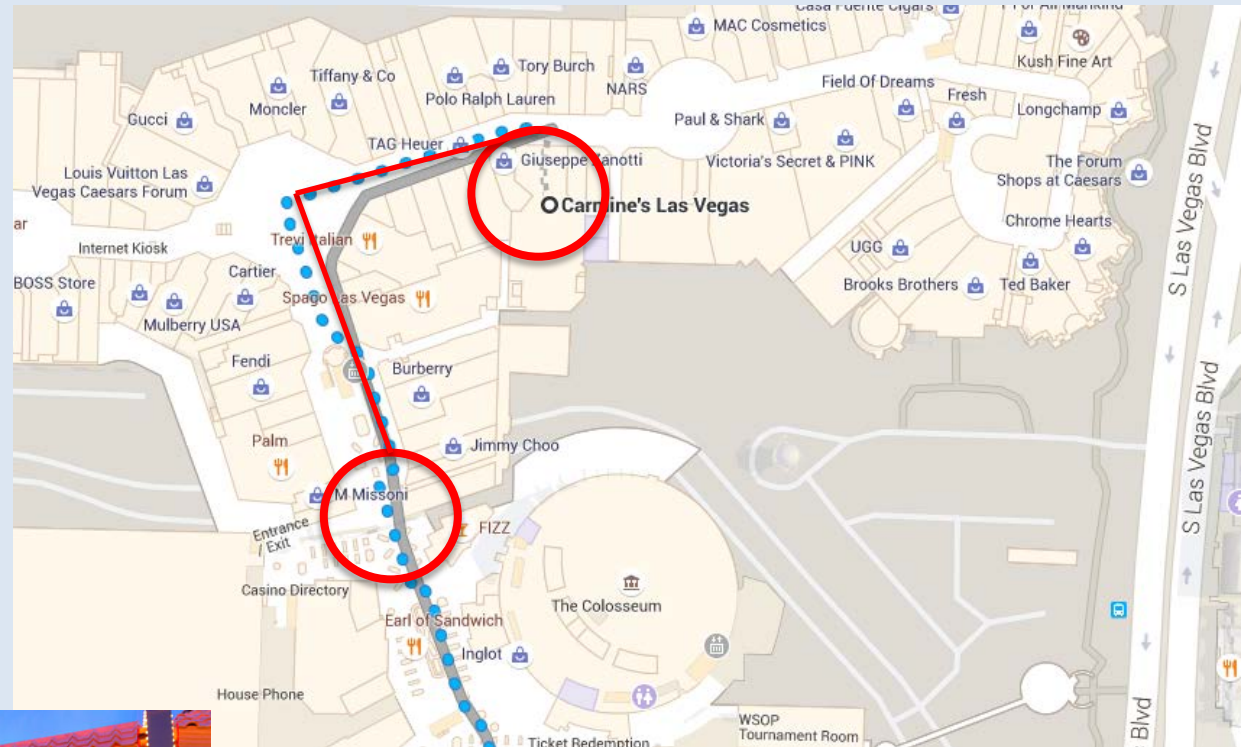 Casa Fuente Cigars
7 For All Mankind
MAC Cosmetics
Kush Fine Art
Tory Burch
Tiffany & Co
NARS
Field Of Dreams
Fresh
Moncler
Polo Ralph Lauren
Longchamp
Gucci
Paul & Shark
TAG Heuer
Giuseppe Zanotti
Victoria's Secret & PINK
Louis Vuitton Las
Vegas Caesars Forum
The Forum
Shops at Caesars
Carmine's Las Vegas
Chrome Hearts
ar
Trevi Italian
Internet Kiosk
UGG
Cartier
BOSS Store
Brooks Brothers
Ted Baker
Spago Las Vegas
Mulberry USA
S Las Vegas Blvd
Fendi
Burberry
S Las Vegas Blvd
Palm
Jimmy Choo
M Missoni
Entrance
/ Exit
FIZZ
Casino Directory
The Colosseum
Earl of Sandwich
Inglot
House Phone
WSOP
Tournament Room
Ticket Redemption
Blvd